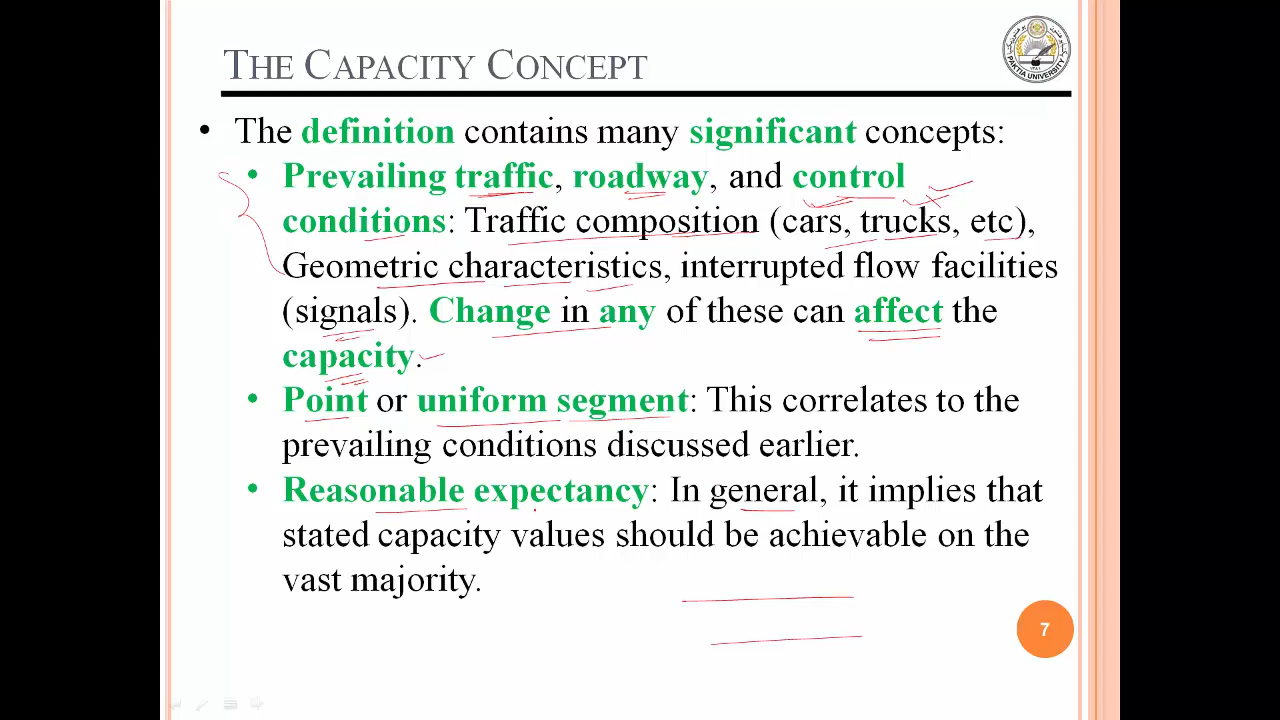 THE CAPACITY CONCEPT
PAKTIA UNIVERSITY
• The definition contains many significant concepts:
• Prevailing traffic, roadway, and control
conditions: Traffic composition (cars, trucks, etc),
Geometric characteristics, interrupted flow facilities
(signals). Change in any of these can affect the
capacity.
• Point or uniform segment: This correlates to the
prevailing conditions discussed earlier.
• Reasonable expectancy: In general, it implies that
stated capacity values should be achievable on the
vast majority.
7